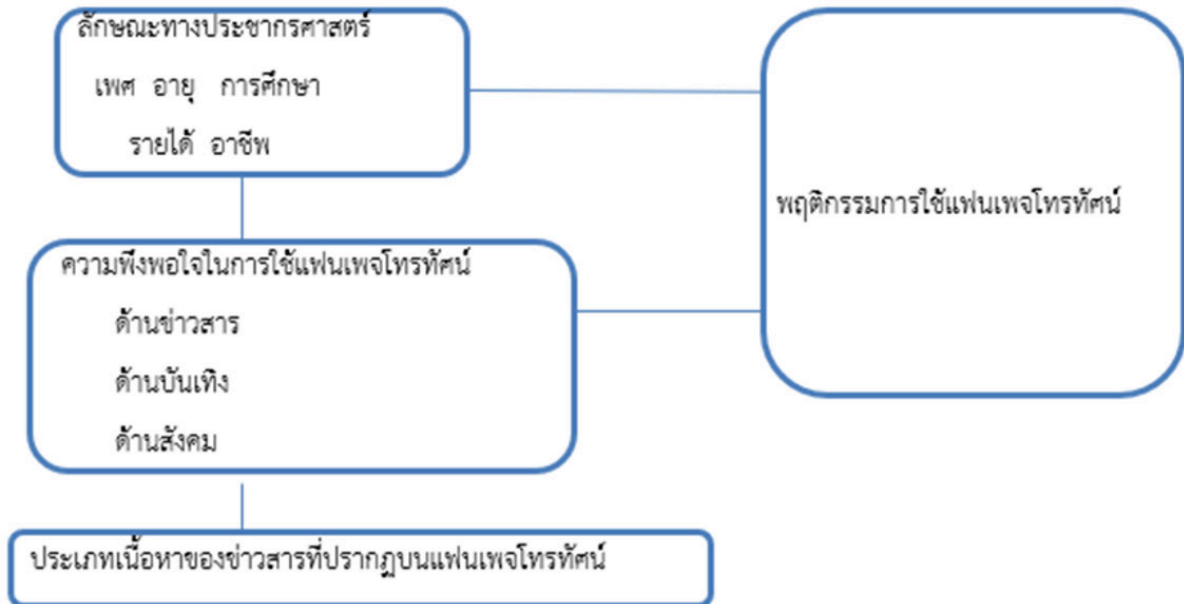 ลักษณะทางประชากรศาสตร์
เพศ อายุ การศึกษา
รายได้ อาชีพ
พฤติกรรมการใช้แฟนเพจโทรทัศน์
ความพึงพอใจในการใช้แฟนเพจโทรทัศน์
ด้านข่าวสาร
ด้านบันเทิง
ด้านสังคม
ประเภทเนื้อหาของข่าวสารที่ปรากฏบนแฟนเพจโทรทัศน์